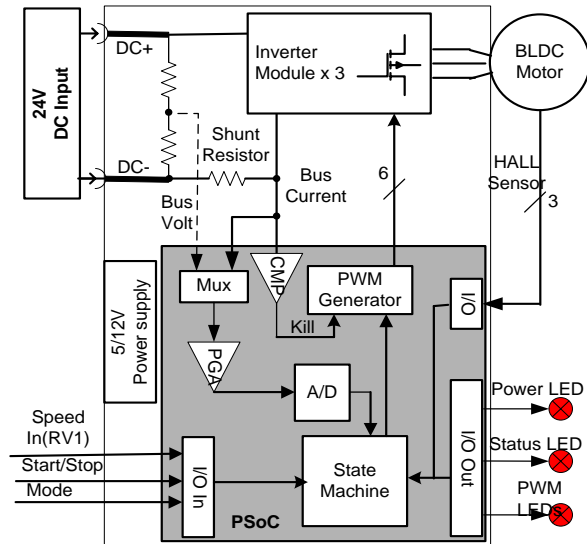 24V
DC Input
DC+
DC-
Inverter
Module x 3
BLDC
Motor
Shunt
Resistor
Bus
Volt
Bus
Current
6
HALL
Sensor
3
5/12V
Power supply
Mux
CMP
PWM
Generator
I/O
Kill
PGA
A/D
Speed
In(RV1)
Start/Stop
Mode
I/O In
State
Machine
I/O Out
PSoC
Power LED
Status LED
PWM
LEDs